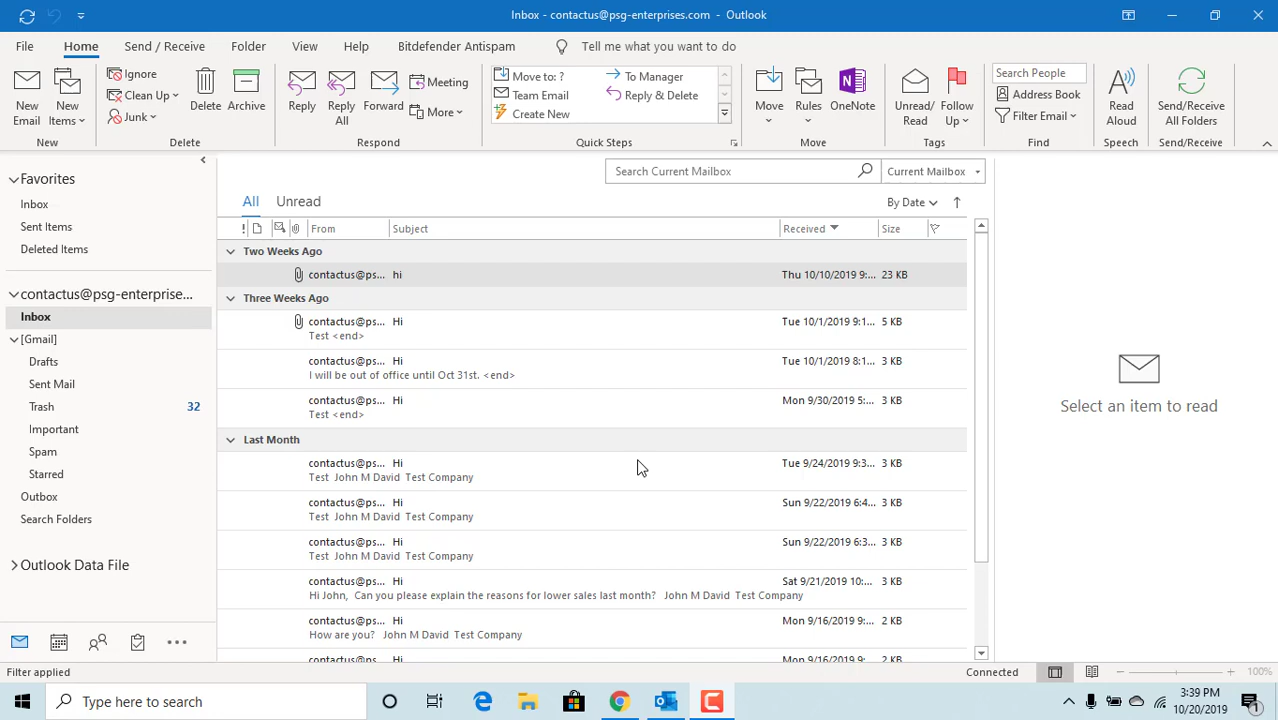 Inbox - contactus@psg-enterprises.com - Outlook
File Home Send / Receive Folder View Help Bitdefender Antispam Tell me what you want to do
New Email
New Items
New
Ignore
Clean Up
Junk
Delete
Archive
Delete
Reply
Reply All
Forward
Meeting
More
Respond
Move to: ?
Team Email
Create New
To Manager
Reply & Delete
Quick Steps
Move
Rules
OneNote
Move
Unread/ Read
Follow Up
Tags
Search People
Address Book
Filter Email
Find
Read Aloud
Speech
Send/Receive All Folders
Send/Receive
Favorites
Inbox
Sent Items
Deleted Items
contactus@psg-enterprise...
Inbox
[Gmail]
Drafts
Sent Mail
Trash 32
Important
Spam
Starred
Outbox
Search Folders
Outlook Data File
Search Current Mailbox Current Mailbox
All Unread By Date
! From Subject Received Size
Two Weeks Ago
contactus@ps... hi Thu 10/10/2019 9:... 23 KB
Three Weeks Ago
contactus@ps... Hi Tue 10/1/2019 9:1... 5 KB
Test <end>
contactus@ps... Hi Tue 10/1/2019 8:1... 3 KB
I will be out of office until Oct 31st. <end>
contactus@ps... Hi Mon 9/30/2019 5:... 3 KB
Test <end>
Last Month
contactus@ps... Hi Tue 9/24/2019 9:3... 3 KB
Test John M David Test Company
contactus@ps... Hi Sun 9/22/2019 6:4... 3 KB
Test John M David Test Company
contactus@ps... Hi Sun 9/22/2019 6:3... 3 KB
Test John M David Test Company
contactus@ps... Hi Sat 9/21/2019 10:... 3 KB
Hi John, Can you please explain the reasons for lower sales last month? John M David Test Company
contactus@ps... Hi Mon 9/16/2019 9:... 2 KB
How are you? John M David Test Company
contactus@ps... Hi Mon 9/16/2019 9:... 3 KB
Select an item to read
Filter applied Connected 100%
Type here to search
3:39 PM
10/20/2019
1